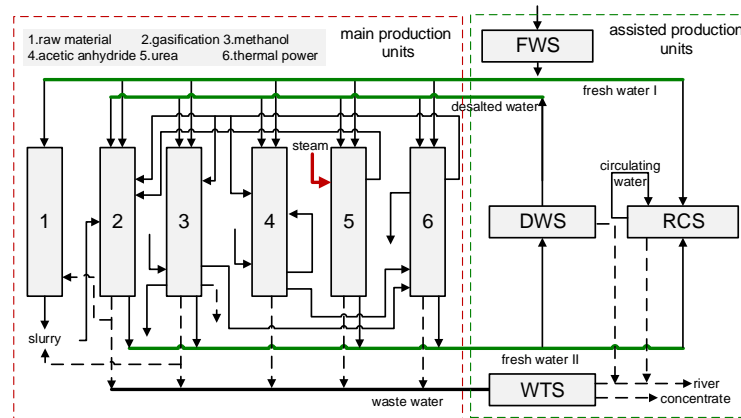 1.raw material 2.gasification 3.methanol
4.acetic anhydride 5.urea 6.thermal power
main production
units
FWS
assisted production
units
fresh water I
desalted water
steam
circulating
water
1
2
3
4
5
6
DWS
RCS
slurry
fresh water II
waste water
WTS
river
concentrate